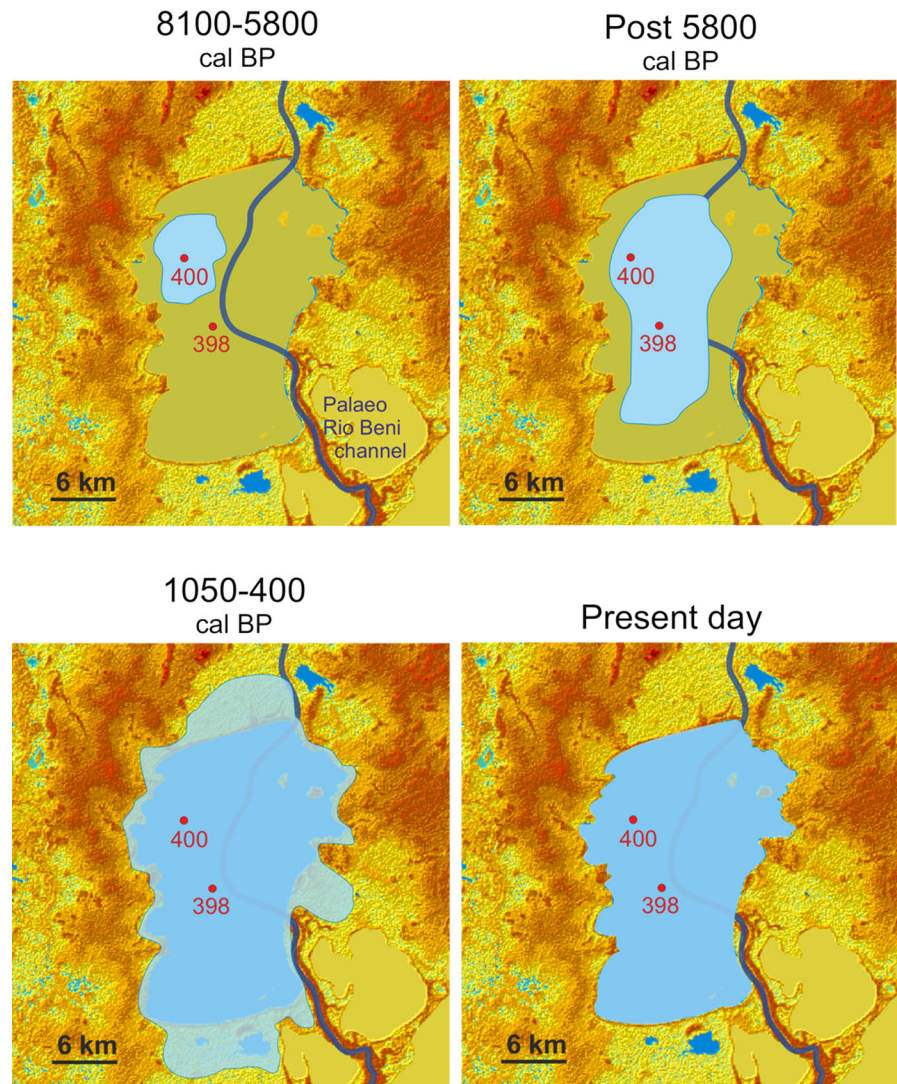 8100-5800
cal BP
400
398
Palaeo
Rio Beni
channel
6 km
Post 5800
cal BP
400
398
6 km
1050-400
cal BP
400
398
6 km
Present day
400
398
6 km